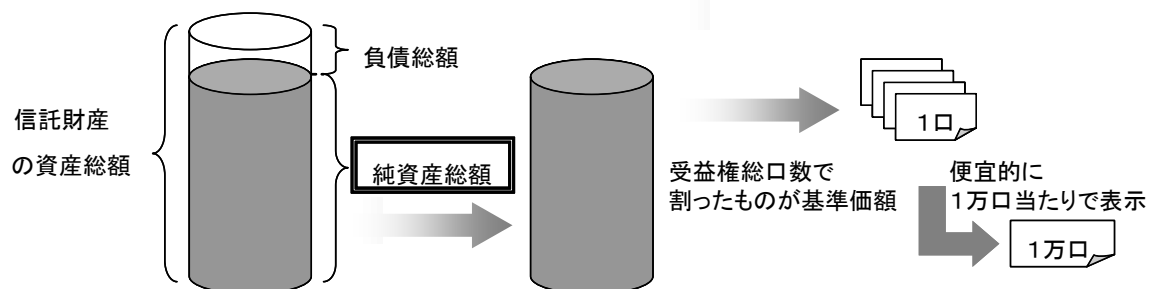 負債総額
信託財産
の資産総額
純資産総額
受益権総口数で
割ったものが基準価額
1口
便宜的に
1万口当たりで表示
1万口